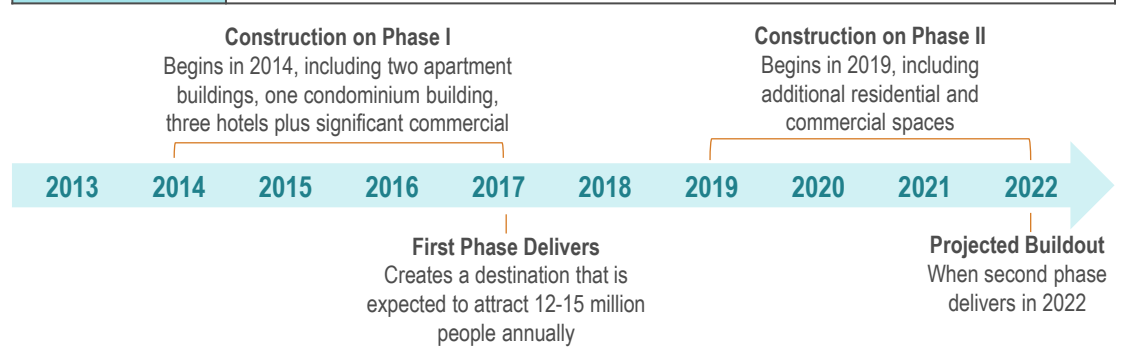 Construction on Phase I
Begins in 2014, including two apartment
buildings, one condominium building,
three hotels plus significant commercial
Construction on Phase II
Begins in 2019, including
additional residential and
commercial spaces
2013 2014 2015 2016 2017 2018 2019 2020 2021 2022
First Phase Delivers
Creates a destination that is
expected to attract 12-15 million
people annually
Projected Buildout
When second phase
delivers in 2022